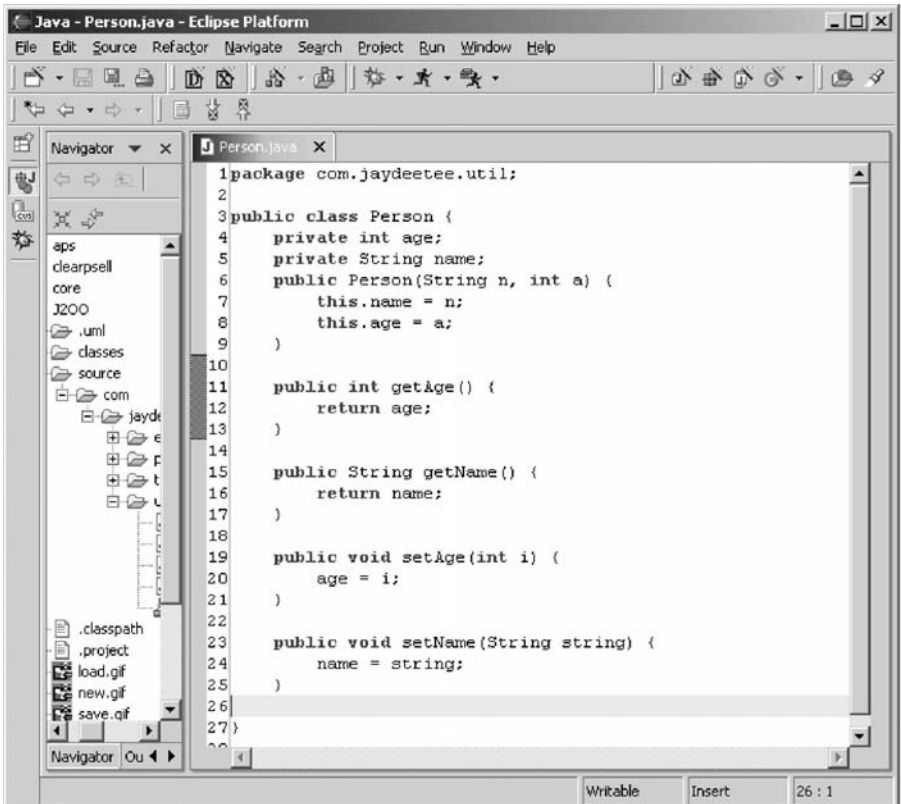 Java - Person.java - Eclipse Platform
File Edit Source Refactor Navigate Search Project Run Window Help
Navigator
Person.java
CVS
aps
clearpsell
core
J2OO
.uml
classes
source
com
jayde
e
t
u
.classpath
.project
load.gif
new.gif
save.gif
Navigator Ou
1package com.jaydeetee.util;
2
3public class Person {
4 private int age;
5 private String name;
6 public Person(String n, int a) {
7 this.name = n;
8 this.age = a;
9 }
10
11 public int getAge() {
12 return age;
13 }
14
15 public String getName() {
16 return name;
17 }
18
19 public void setAge(int i) {
20 age = i;
21 }
22
23 public void setName(String string) {
24 name = string;
25 }
26
27}
Writable Insert 26 : 1